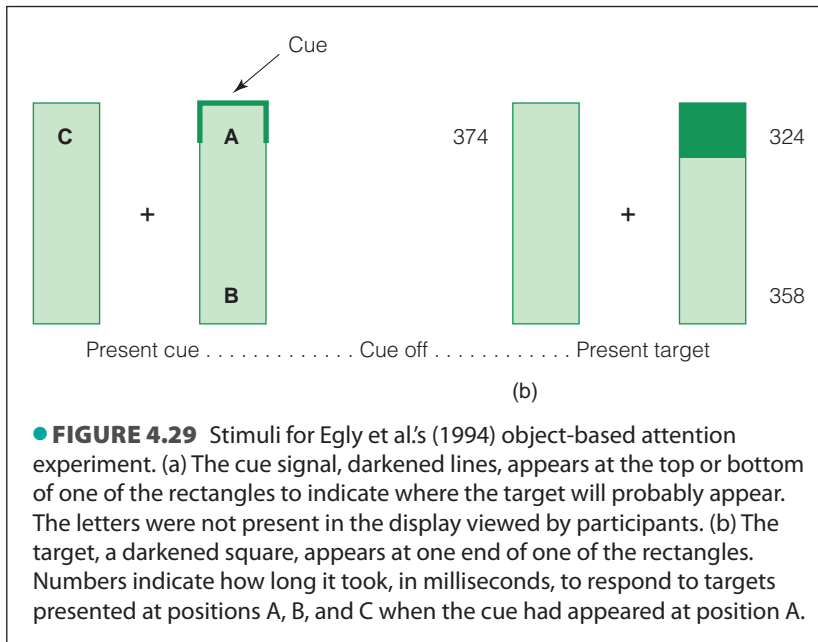 Cue
C
A
374
324
+
+
B
358
Present cue . . . . . . . . . . . . . Cue off . . . . . . . . . . . . Present target
(b)
● FIGURE 4.29 Stimuli for Egly et al.'s (1994) object-based attention
experiment. (a) The cue signal, darkened lines, appears at the top or bottom
of one of the rectangles to indicate where the target will probably appear.
The letters were not present in the display viewed by participants. (b) The
target, a darkened square, appears at one end of one of the rectangles.
Numbers indicate how long it took, in milliseconds, to respond to targets
presented at positions A, B, and C when the cue had appeared at position A.